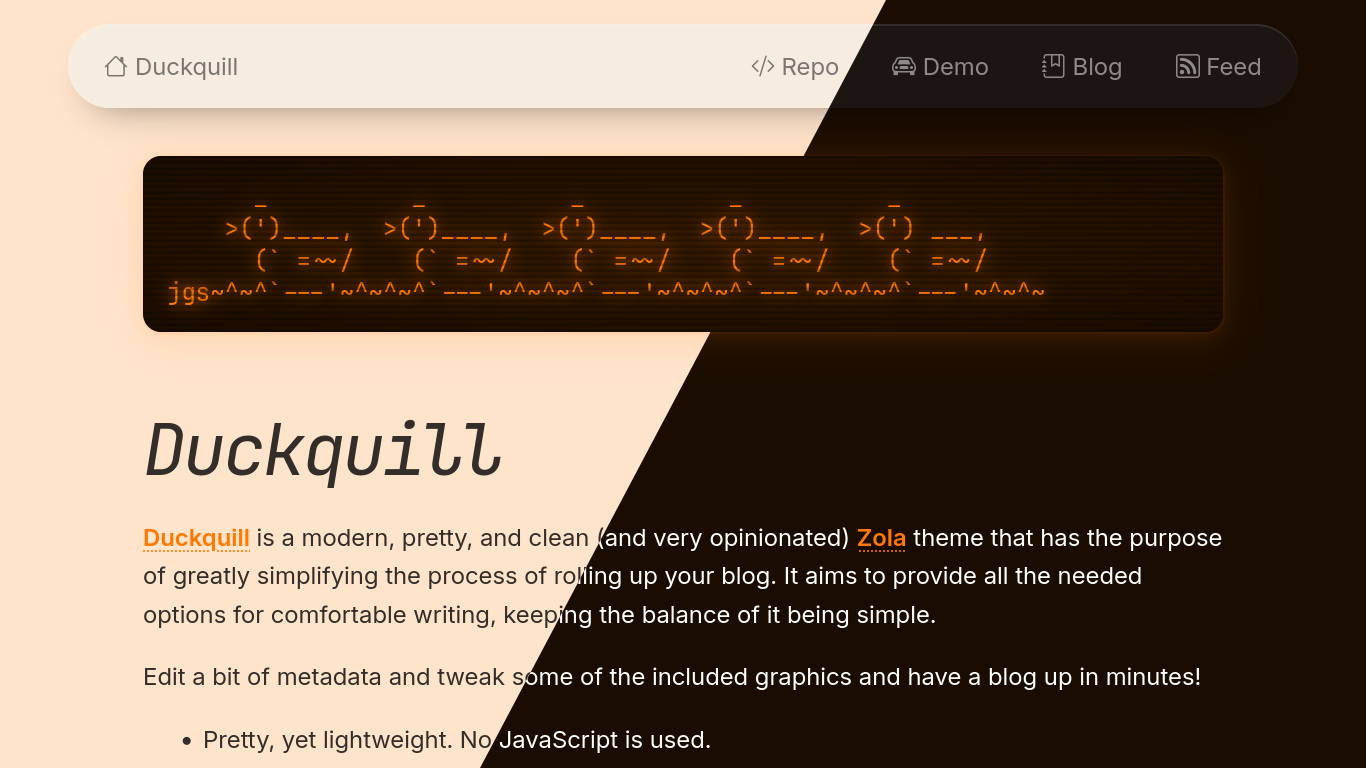 Duckquill Repo Demo Blog Feed
     _          _          _          _          _
    >(')____,  >(')____,  >(')____,  >(')____,  >(') ___,
      (` =~~/    (` =~~/    (` =~~/    (` =~~/    (` =~~/
jgs~^~^`---'~^~^~^`---'~^~^~^`---'~^~^~^`---'~^~^~^`---'~^~^~
Duckquill
Duckquill is a modern, pretty, and clean (and very opinionated) Zola theme that has the purpose
of greatly simplifying the process of rolling up your blog. It aims to provide all the needed
options for comfortable writing, keeping the balance of it being simple.
Edit a bit of metadata and tweak some of the included graphics and have a blog up in minutes!
• Pretty, yet lightweight. No JavaScript is used.